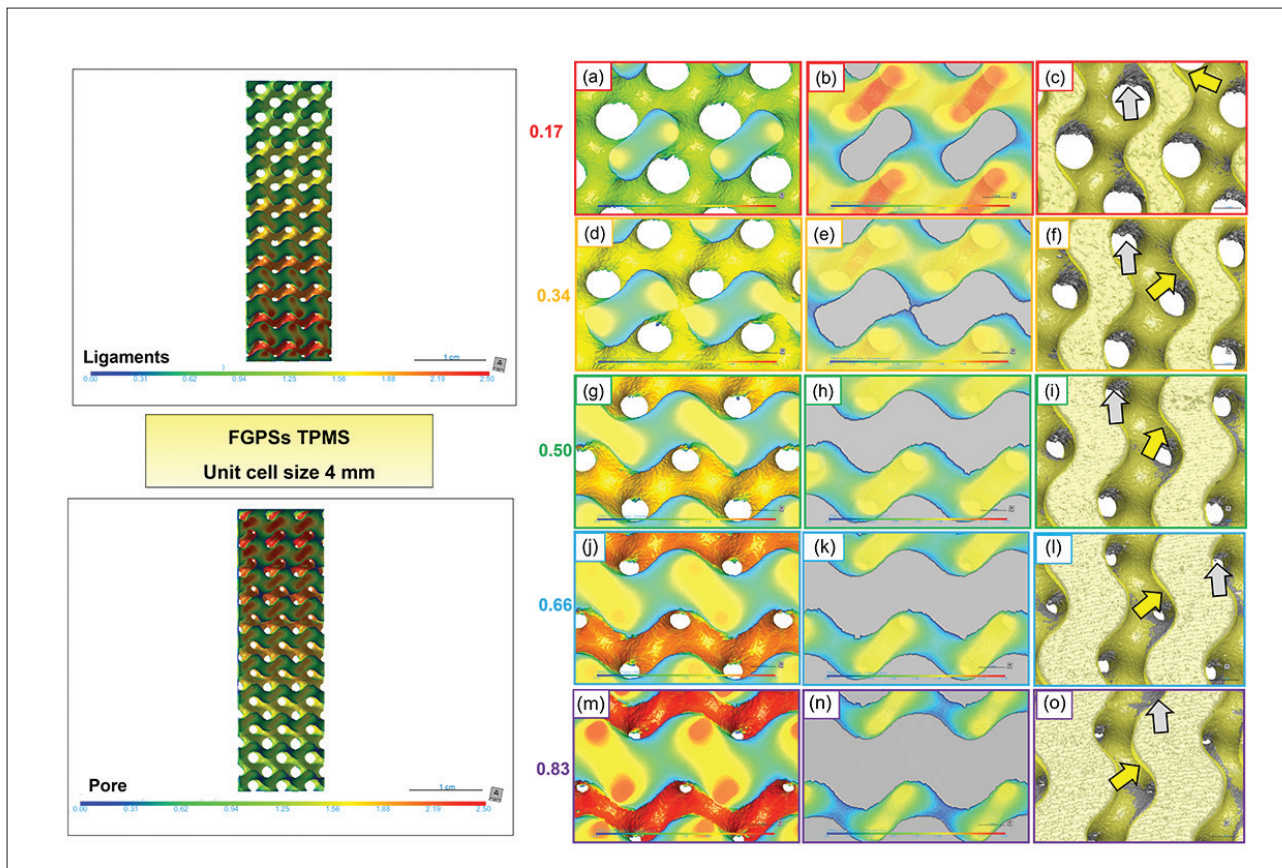 Ligaments
1 cm
0.00 0.31 0.62 0.94 1.25 1.56 1.88 2.19 2.50
FGPSs TPMS
Unit cell size 4 mm
Pore
1 cm
0.00 0.31 0.62 0.94 1.25 1.56 1.88 2.19 2.50
0.17
(a)
(b)
(c)
0.34
(d)
(e)
(f)
0.50
(g)
(h)
(i)
0.66
(j)
(k)
(l)
0.83
(m)
(n)
(o)